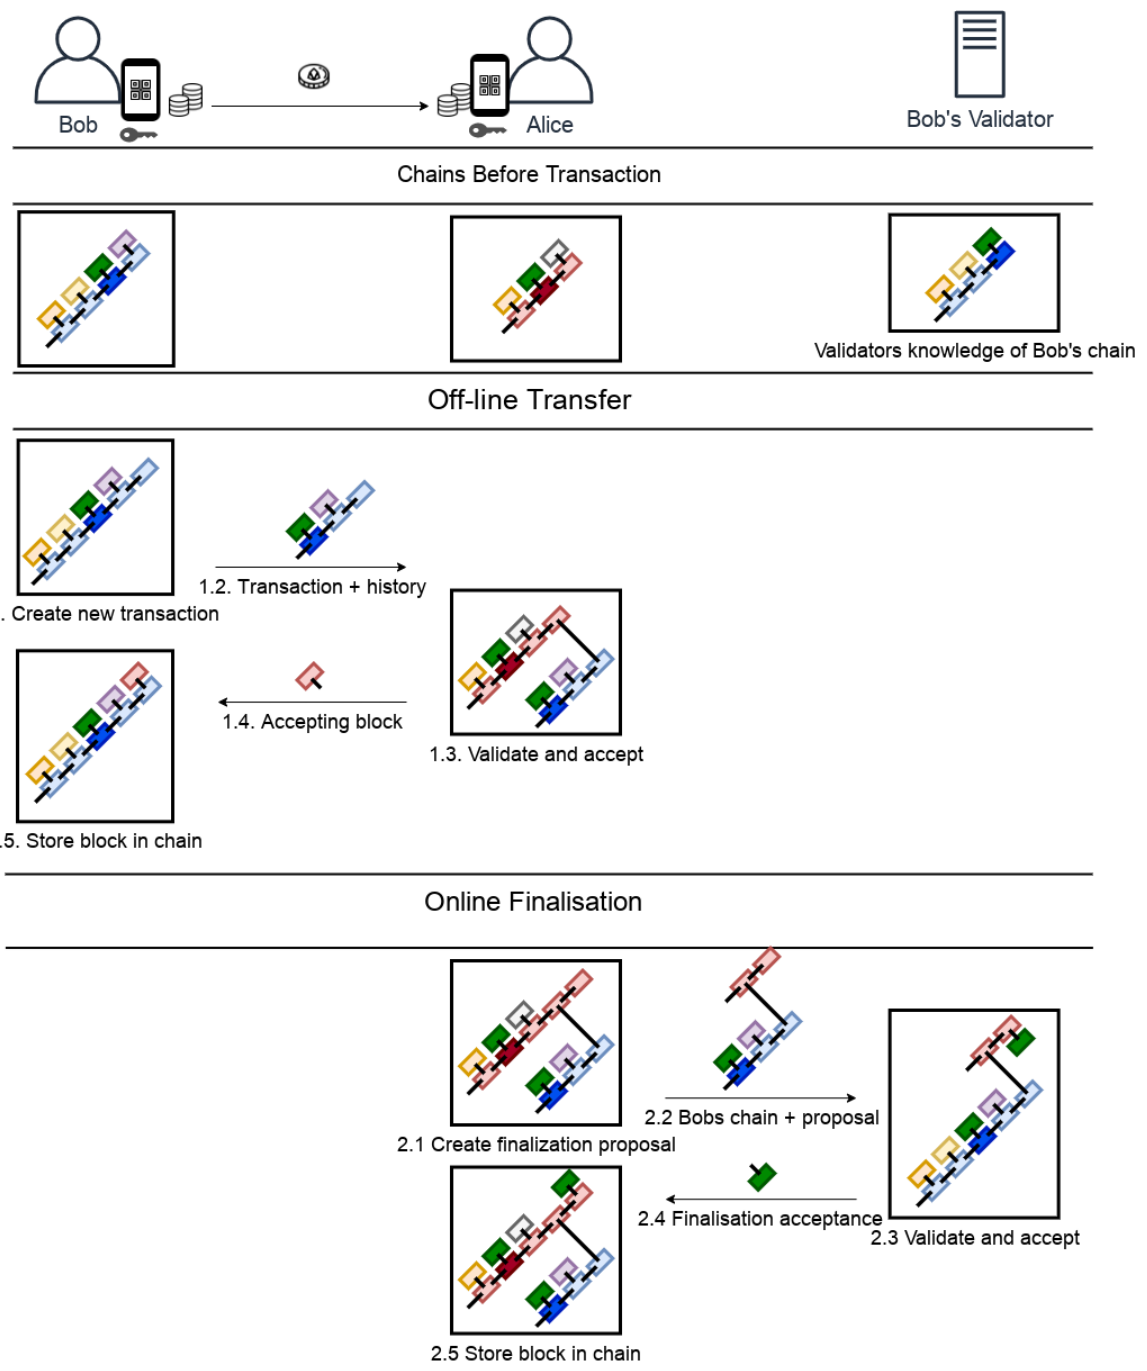 Bob
Alice
Bob's Validator
Chains Before Transaction
Validators knowledge of Bob's chain
Off-line Transfer
1.2. Transaction + history
. Create new transaction
1.4. Accepting block
1.3. Validate and accept
.5. Store block in chain
Online Finalisation
2.2 Bobs chain + proposal
2.1 Create finalization proposal
2.4 Finalisation acceptance
2.3 Validate and accept
2.5 Store block in chain